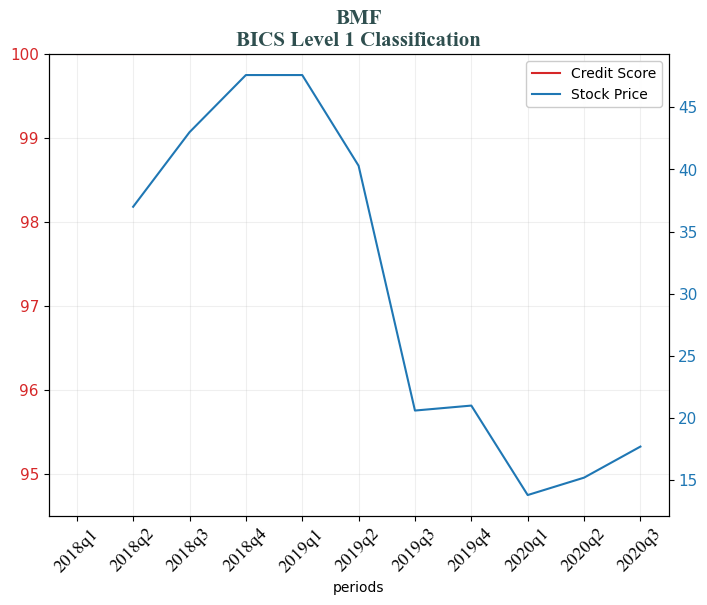 BMF
BICS Level 1 Classification
100
99
98
97
96
95
Credit Score
Stock Price
45
40
35
30
25
20
15
2018q1
2018q2
2018q3
2018q4
2019q1
2019q2
2019q3
2019q4
2020q1
2020q2
2020q3
periods